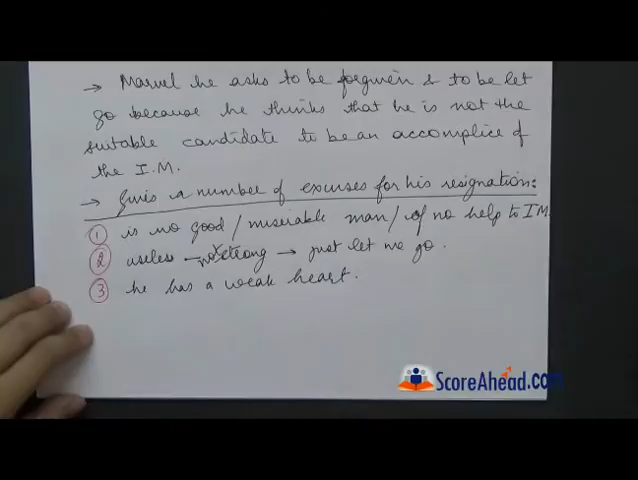 → Marvel he asks to be forgiven & to be let
go because he thinks that he is not the
suitable candidate to be an accomplice of
the I.M.
→ Gives a number of excuses for his resignation:
① is no good / miserable man / of no help to I M.
② useless — not strong → just let me go.
③ he has a weak heart.
ScoreAhead.com